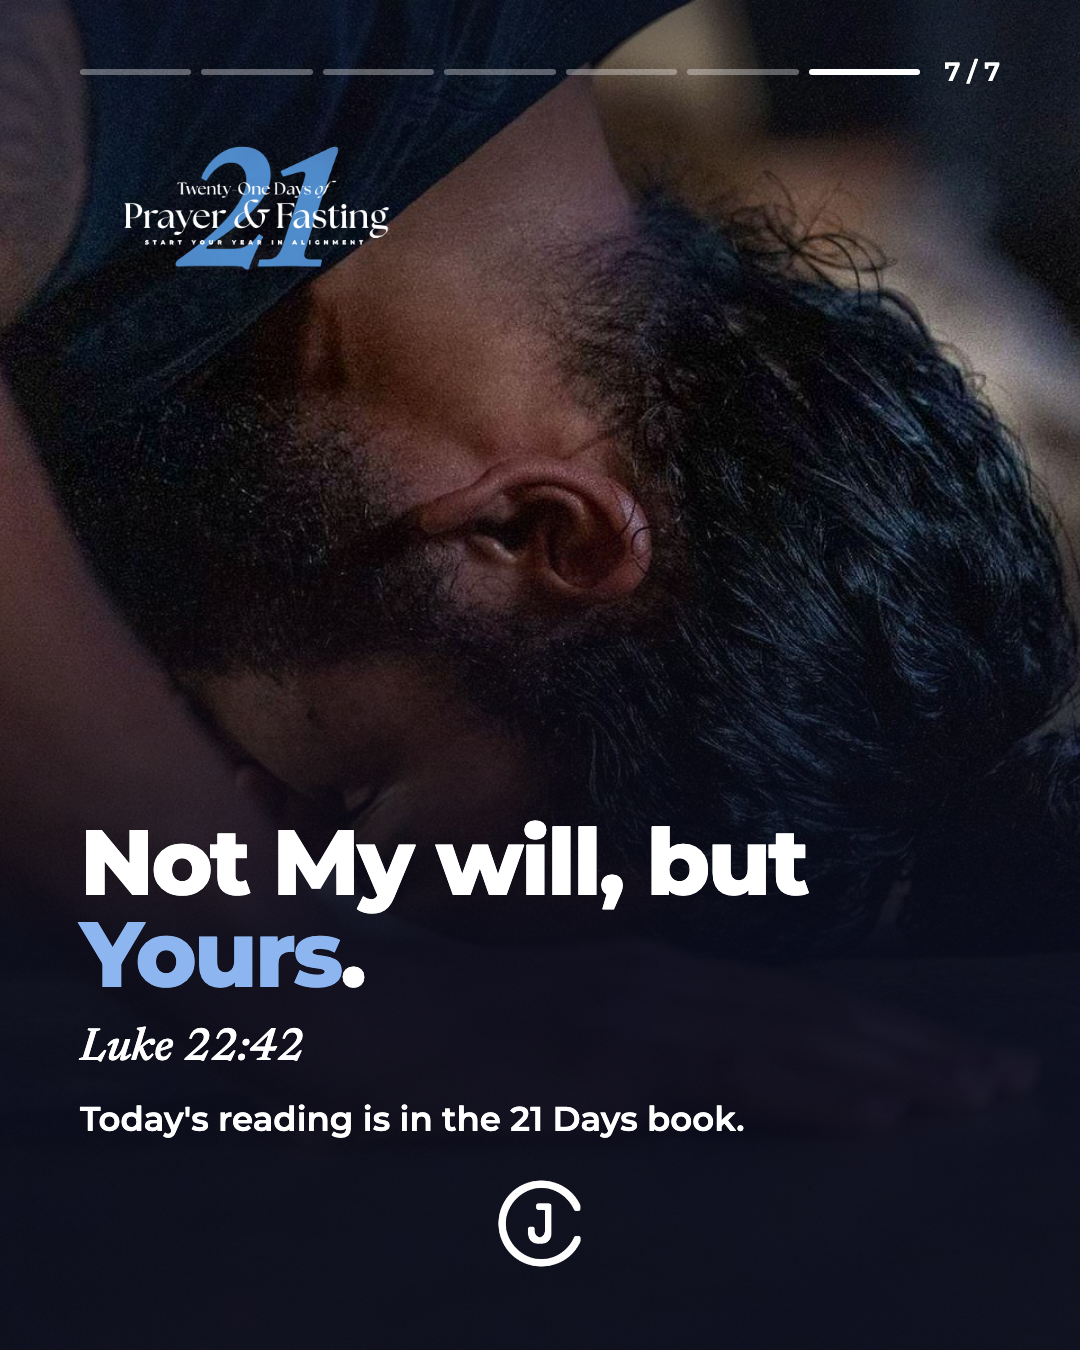 7 / 7
21
Twenty-One Days of
Prayer & Fasting
START YOUR YEAR IN ALIGNMENT
Not My will, but
Yours.
Luke 22:42
Today's reading is in the 21 Days book.
CJ